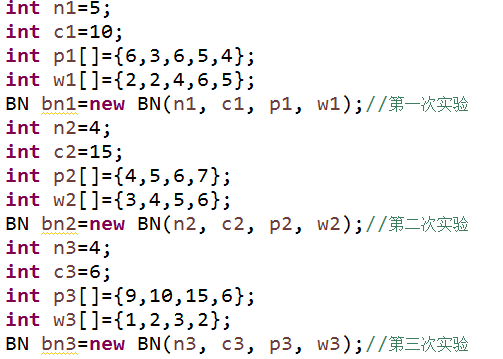 int n1=5;
int c1=10;
int p1[]={6,3,6,5,4};
int w1[]={2,2,4,6,5};
BN bn1=new BN(n1, c1, p1, w1);//第一次实验
int n2=4;
int c2=15;
int p2[]={4,5,6,7};
int w2[]={3,4,5,6};
BN bn2=new BN(n2, c2, p2, w2);//第二次实验
int n3=4;
int c3=6;
int p3[]={9,10,15,6};
int w3[]={1,2,3,2};
BN bn3=new BN(n3, c3, p3, w3);//第三次实验